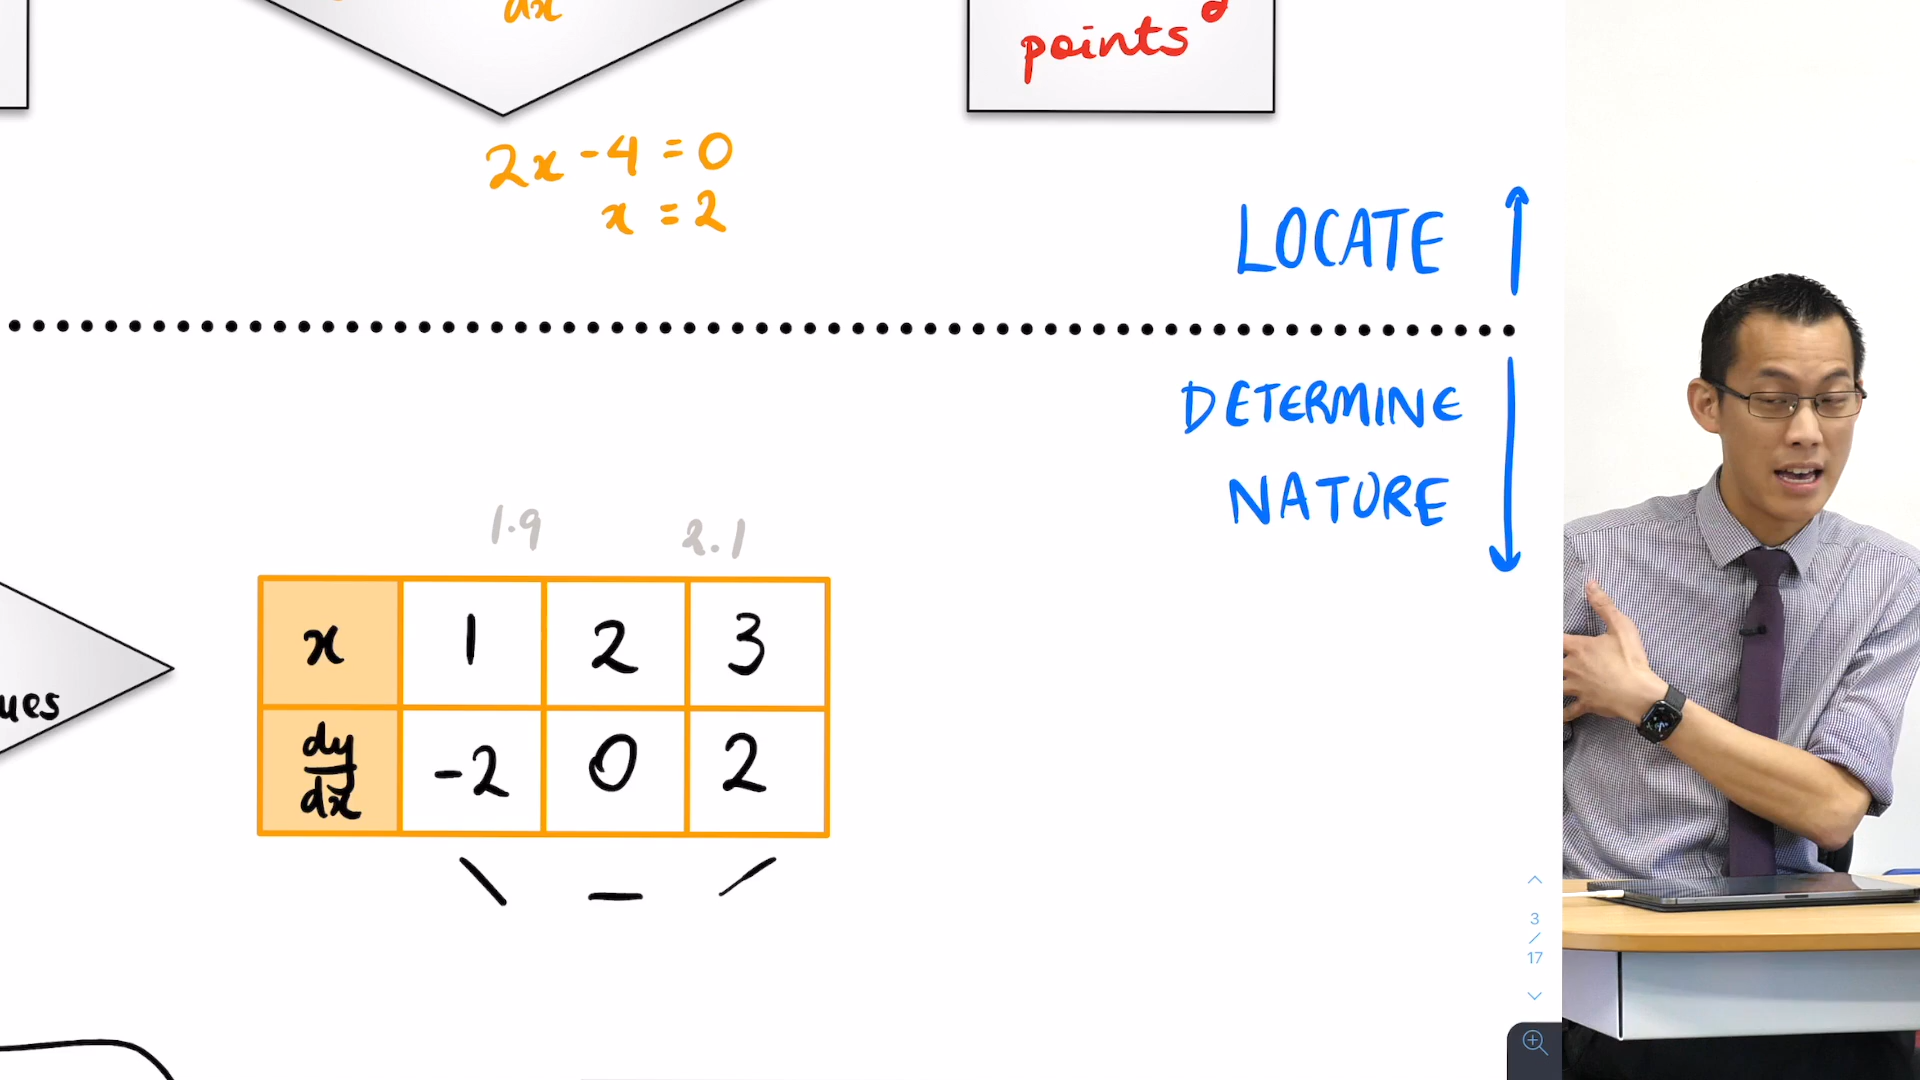 dx
points
2x - 4 = 0
x = 2
LOCATE
DETERMINE
NATURE
1.9 2.1
x 1 2 3
ues
dy
dx -2 0 2
3
/
17